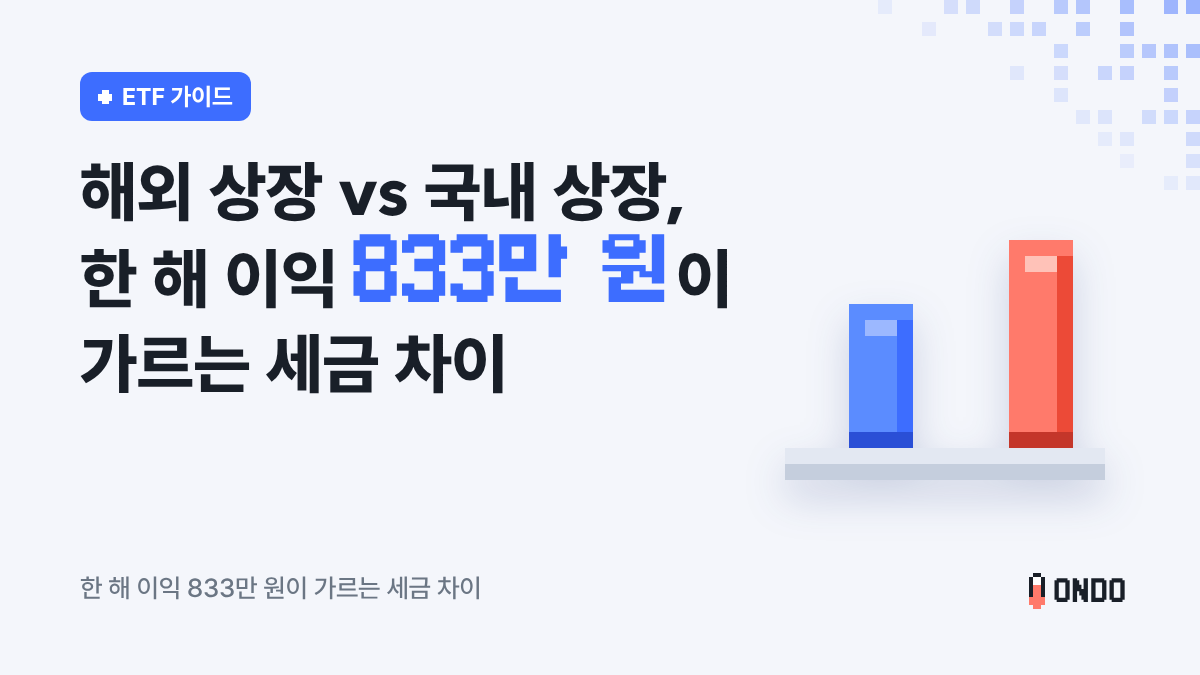 ETF 가이드
해외 상장 vs 국내 상장,
한 해 이익 833만 원이
가르는 세금 차이
한 해 이익 833만 원이 가르는 세금 차이
ONDO